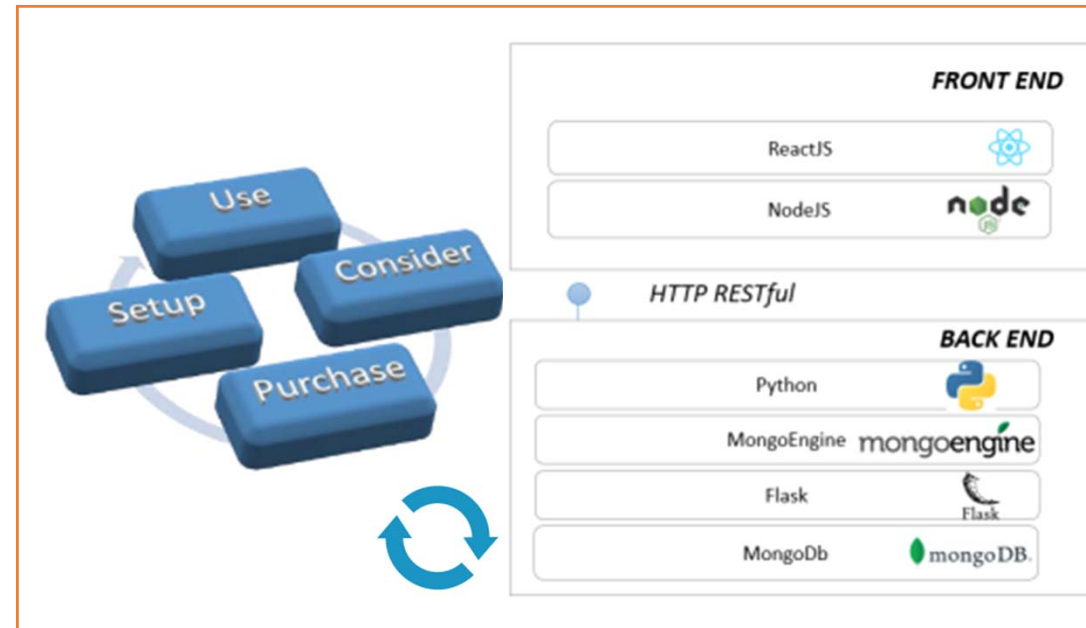 Use
Consider
Setup
Purchase
FRONT END
ReactJS
NodeJS node
JS
HTTP RESTful
BACK END
Python
MongoEngine mongoengine
Flask
Flask
MongoDb mongoDB.